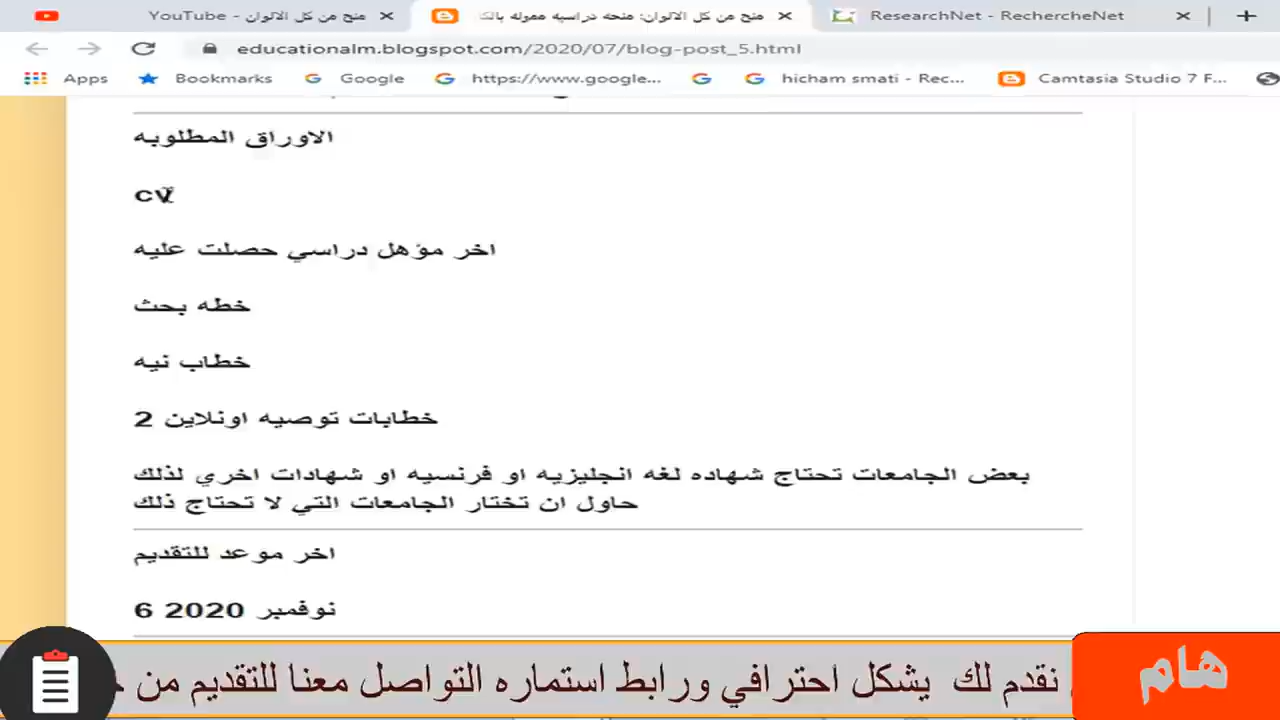 منح من كل الالوان - YouTube
منح من كل الالوان: منحه دراسيه مموله بالكا
ResearchNet - RechercheNet
educationalm.blogspot.com/2020/07/blog-post_5.html
Apps
Bookmarks
Google
https://www.google...
hicham smati - Rec...
Camtasia Studio 7 F...
الاوراق المطلوبه
cv
اخر مؤهل دراسي حصلت عليه
خطه بحث
خطاب نيه
خطابات توصيه اونلاين 2
بعض الجامعات تحتاج شهاده لغه انجليزيه او فرنسيه او شهادات اخري لذلك
حاول ان تختار الجامعات التي لا تحتاج ذلك
اخر موعد للتقديم
6 نوفمبر 2020
هام
نقدم لك يشكل احترافي ورابط استماره التواصل معنا للتقديم من